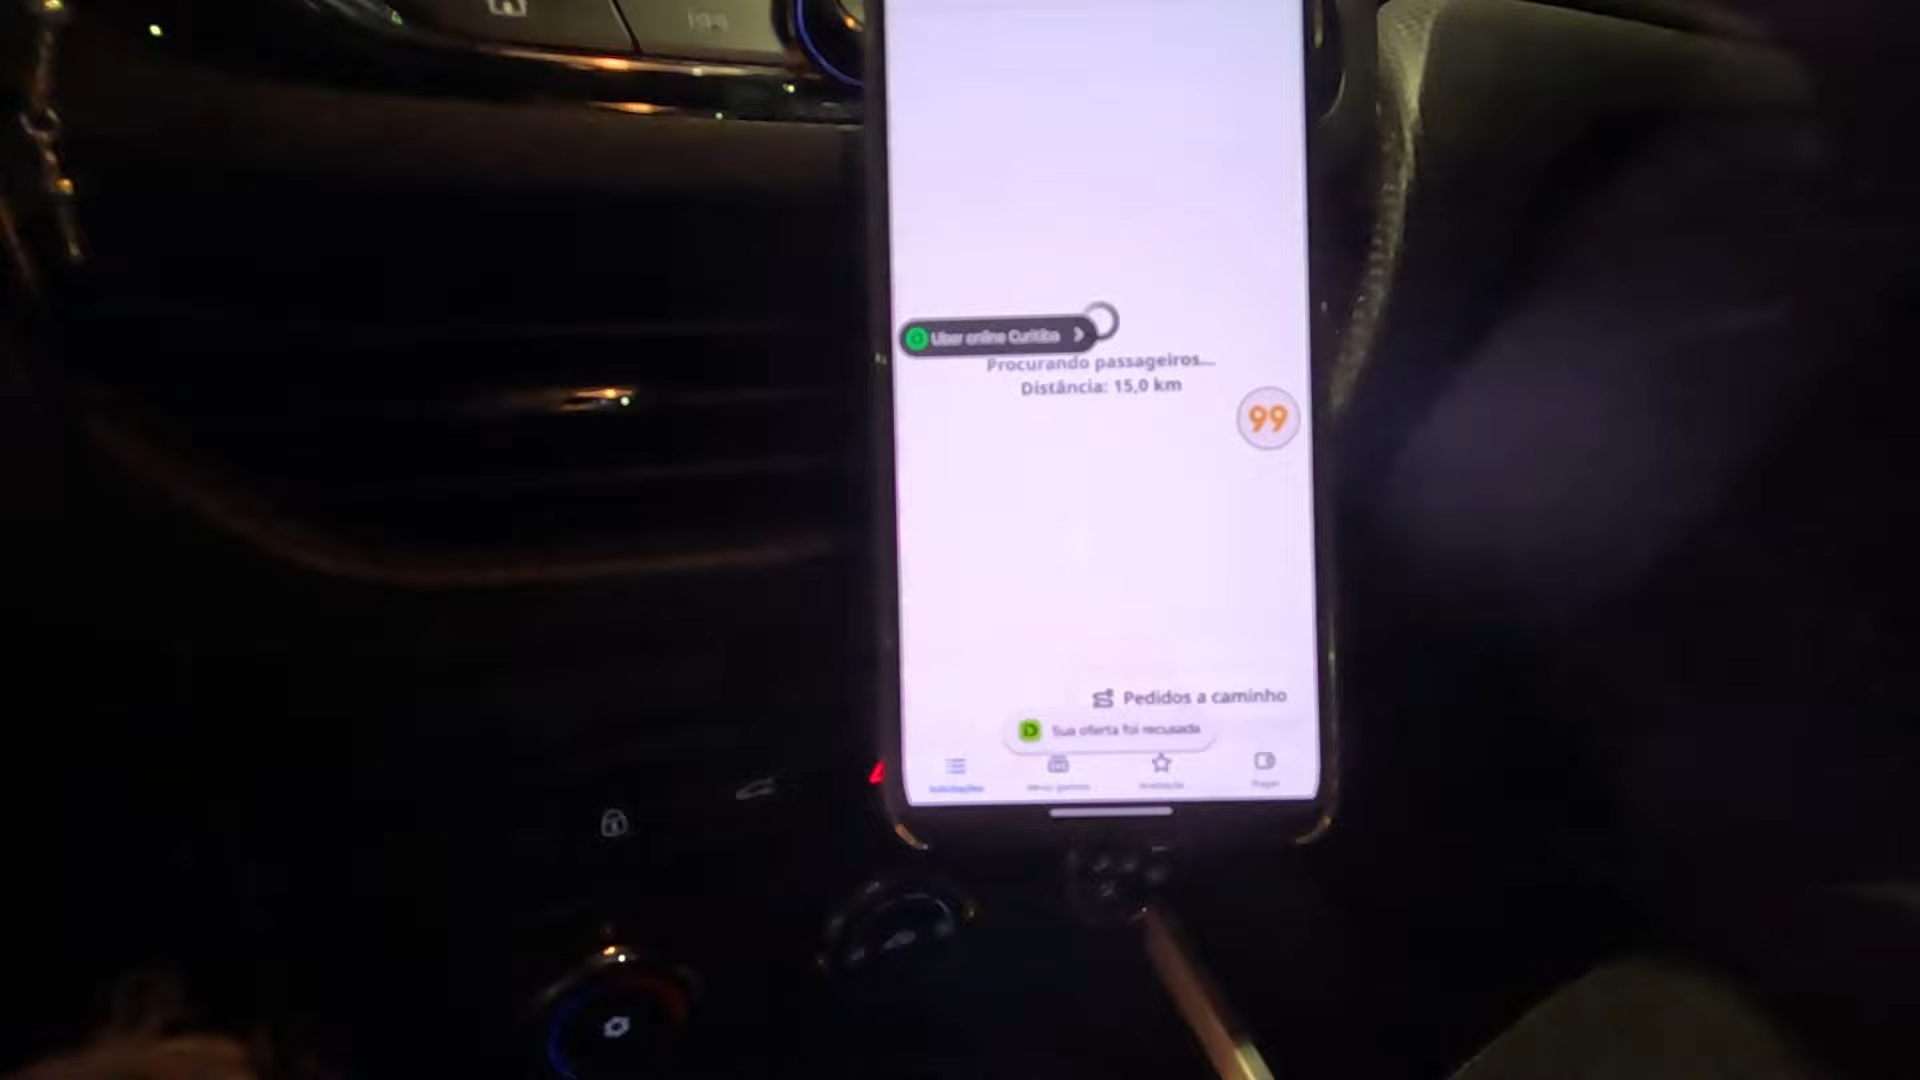 Uber online Curitiba
Procurando passageiros...
Distância: 15,0 km
99
Pedidos a caminho
D
Sua oferta foi recusada